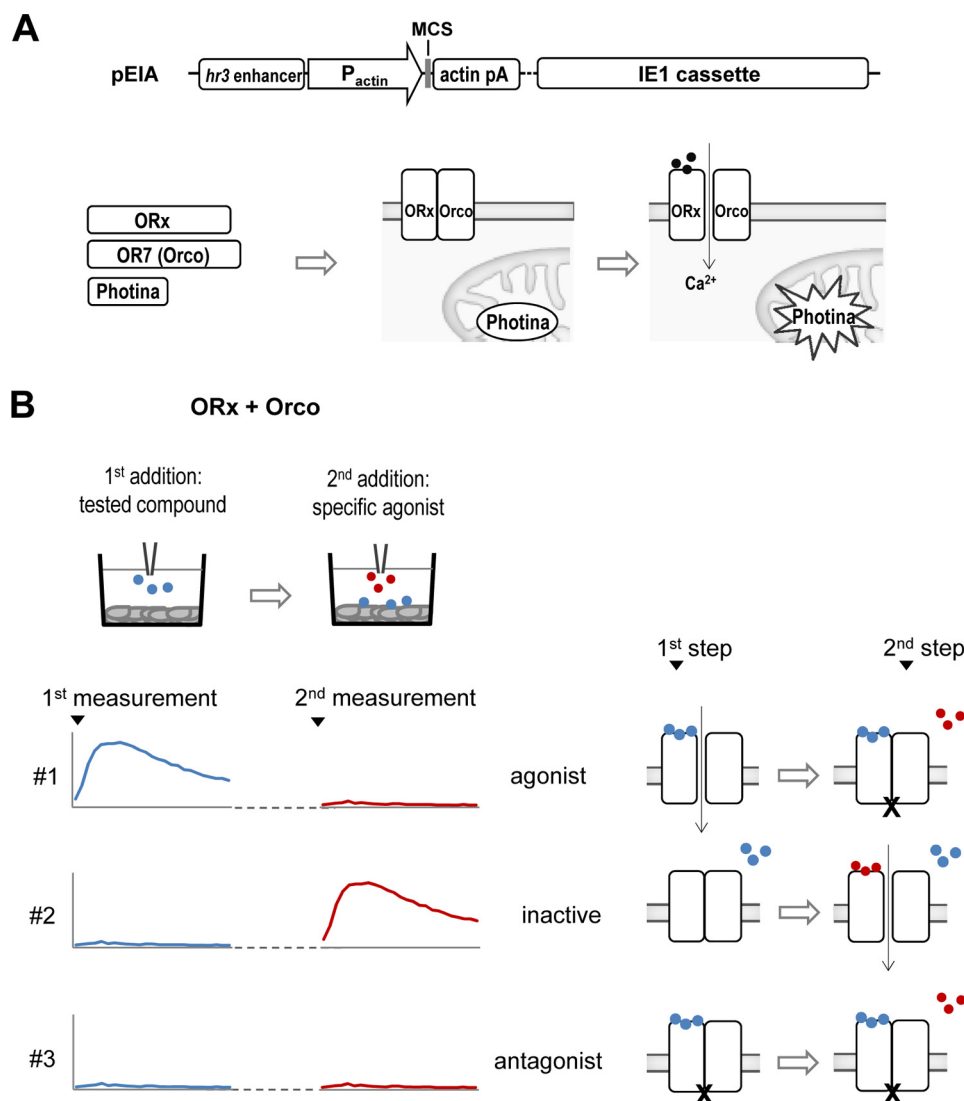 A
MCS
pEIA
hr3 enhancer
P_actin
actin pA
IE1 cassette
ORx
OR7 (Orco)
Photina
ORx
Orco
Photina
ORx
Orco
Ca²⁺
Photina
B
ORx + Orco
1st addition:
tested compound
2nd addition:
specific agonist
1st step
2nd step
1st measurement
2nd measurement
#1
agonist
X
#2
inactive
#3
antagonist
X
X